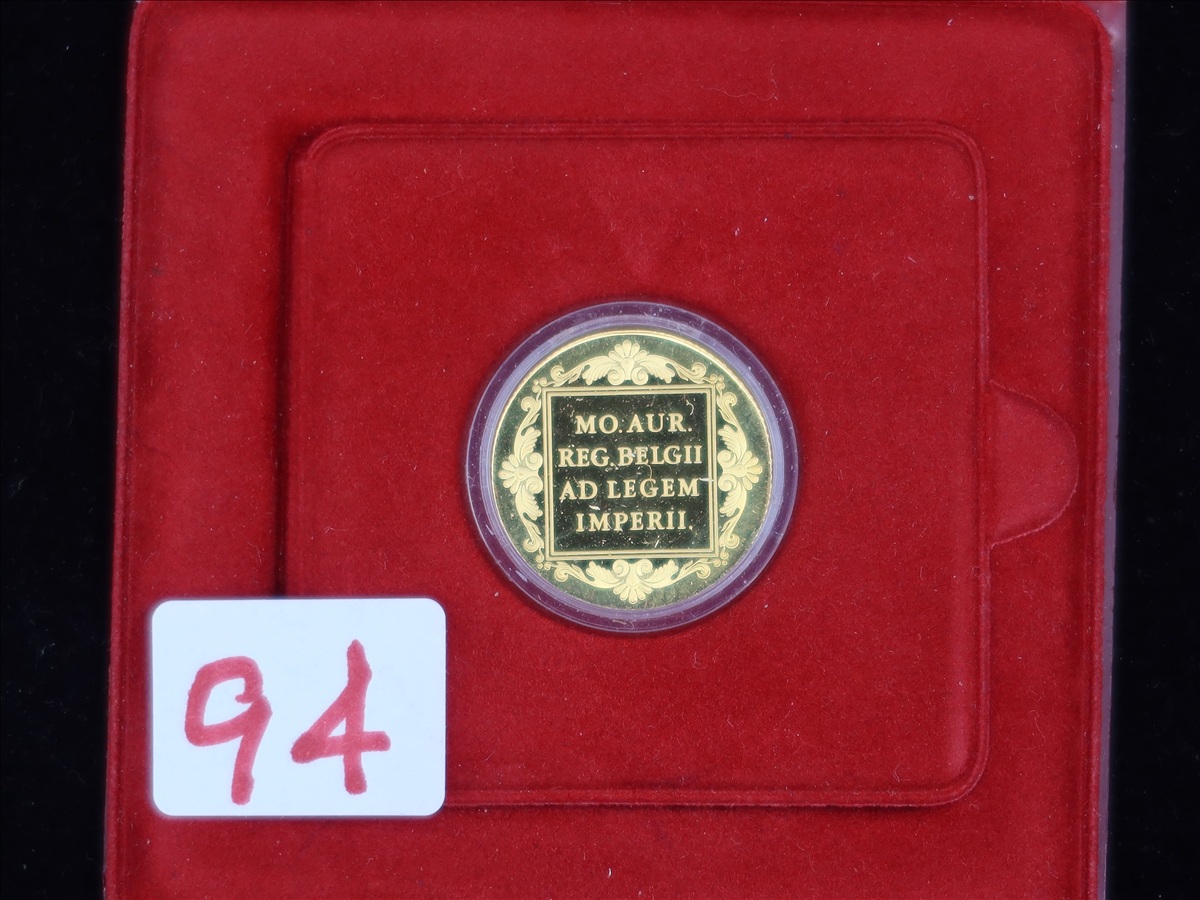 MO.AUR.
REG.BELGII
AD LEGEM
IMPERII.
94